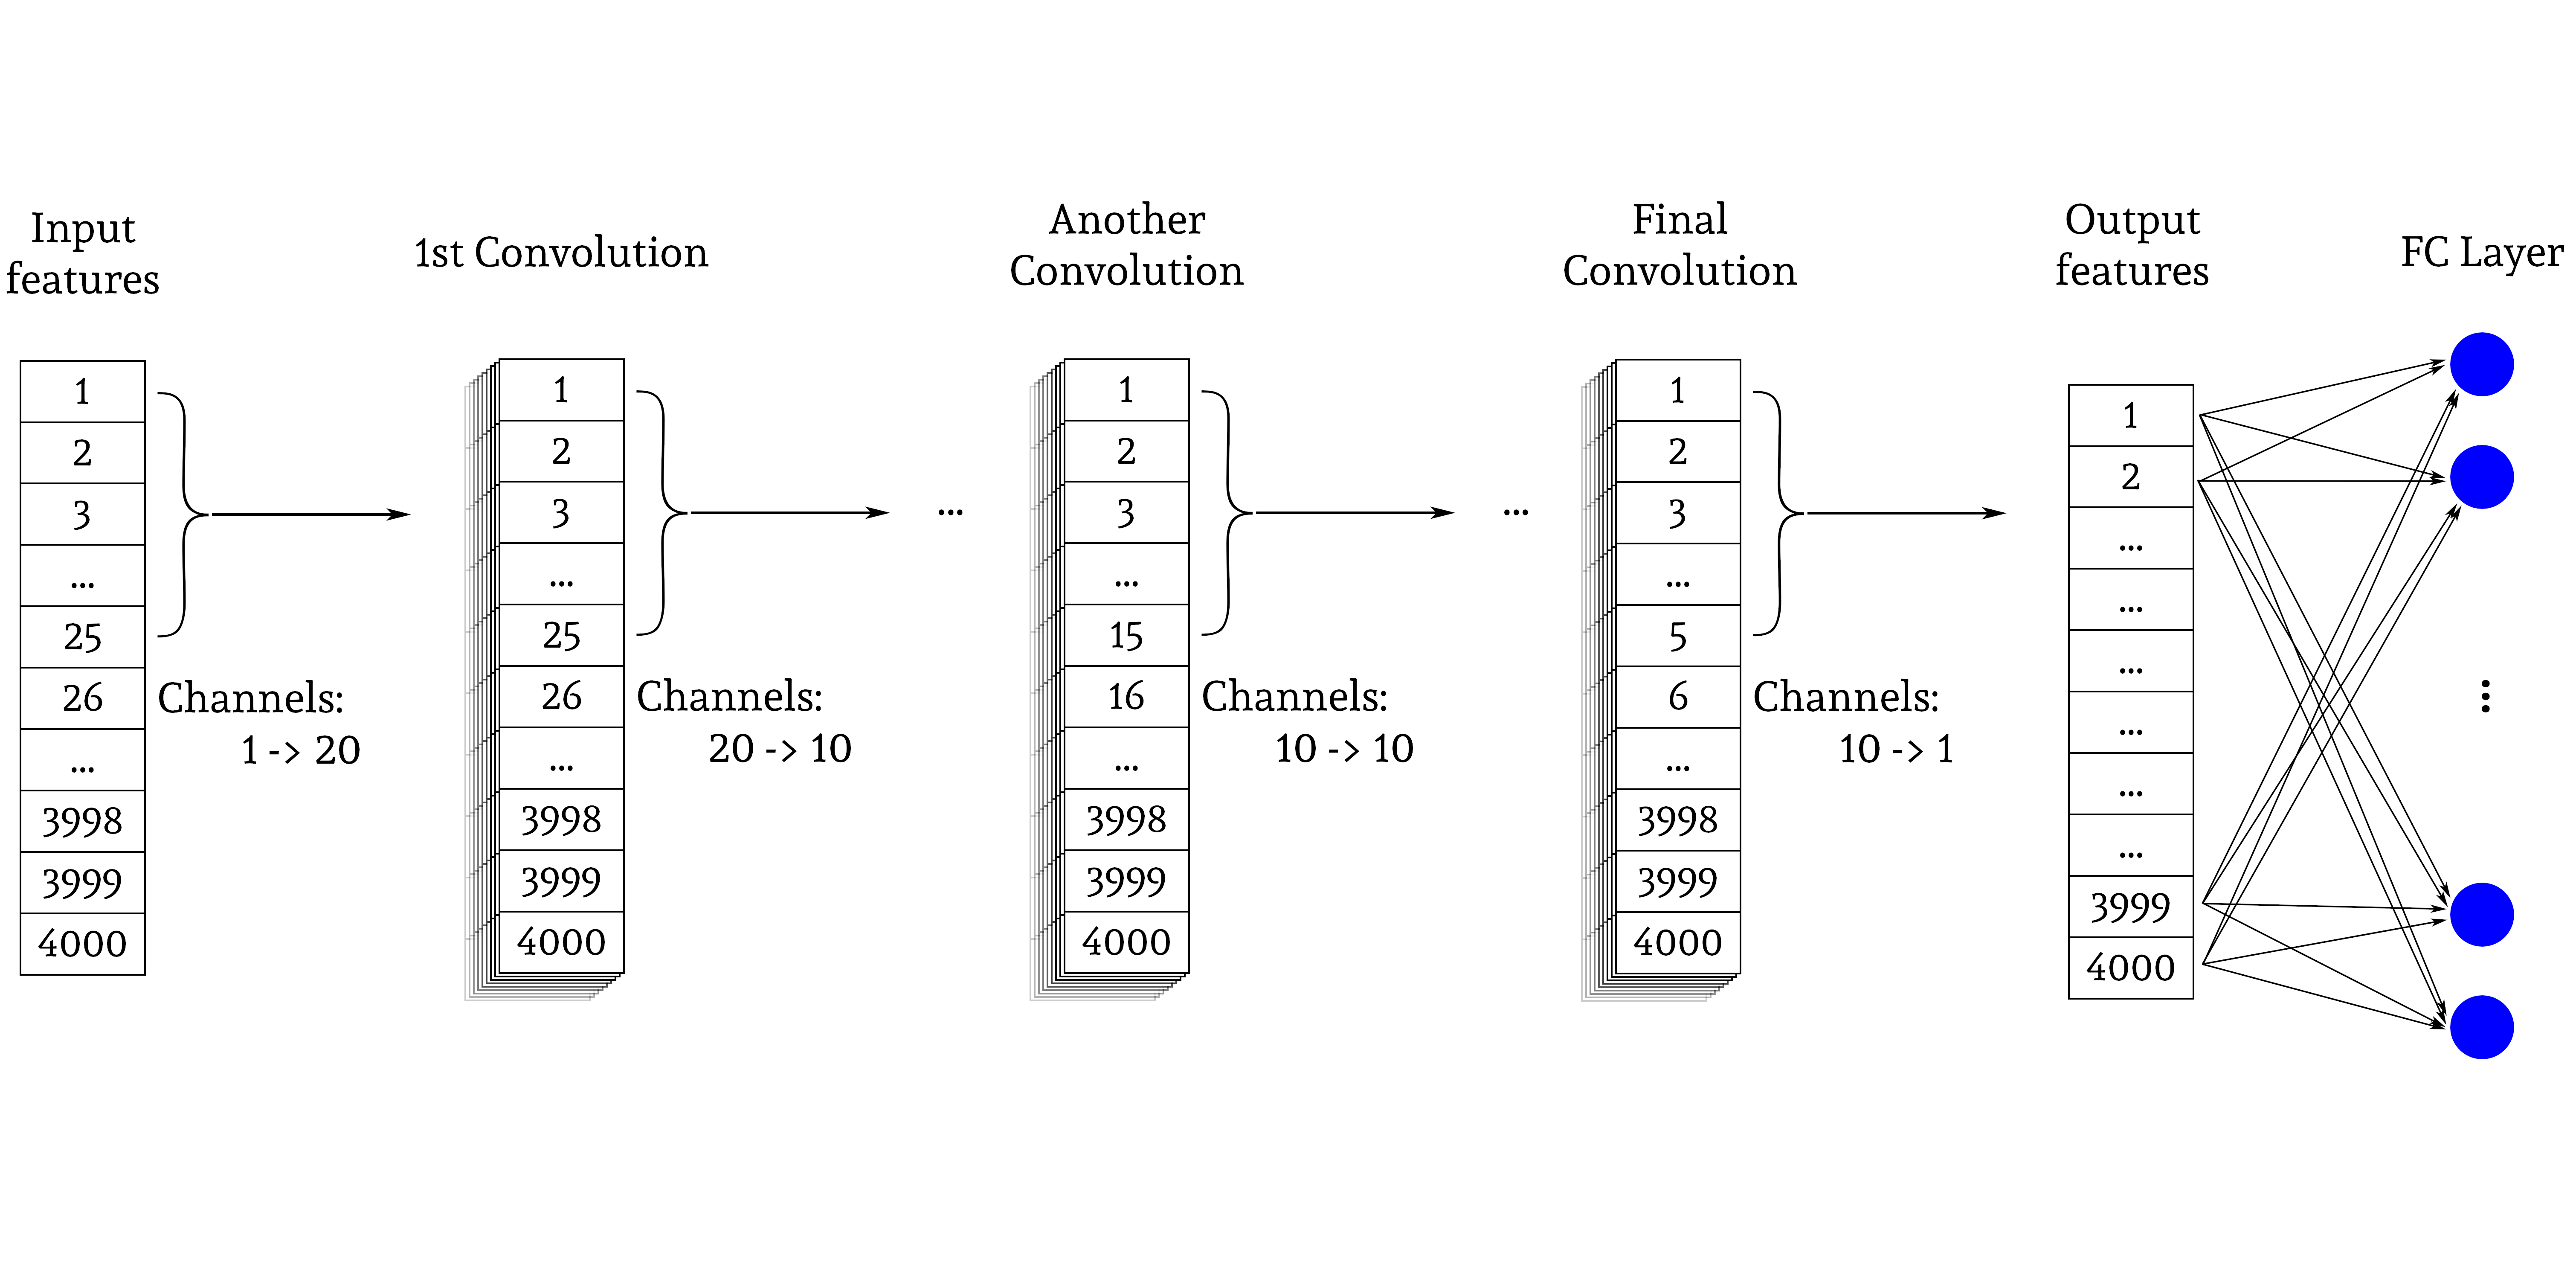 Input
features
1st Convolution
Another
Convolution
Final
Convolution
Output
features
FC Layer
1
2
3
...
25
26
...
3998
3999
4000
Channels:
1 -> 20
1
2
3
...
25
26
...
3998
3999
4000
Channels:
20 -> 10
...
1
2
3
...
15
16
...
3998
3999
4000
Channels:
10 -> 10
...
1
2
3
...
5
6
...
3998
3999
4000
Channels:
10 -> 1
1
2
...
...
...
...
...
...
3999
4000
...